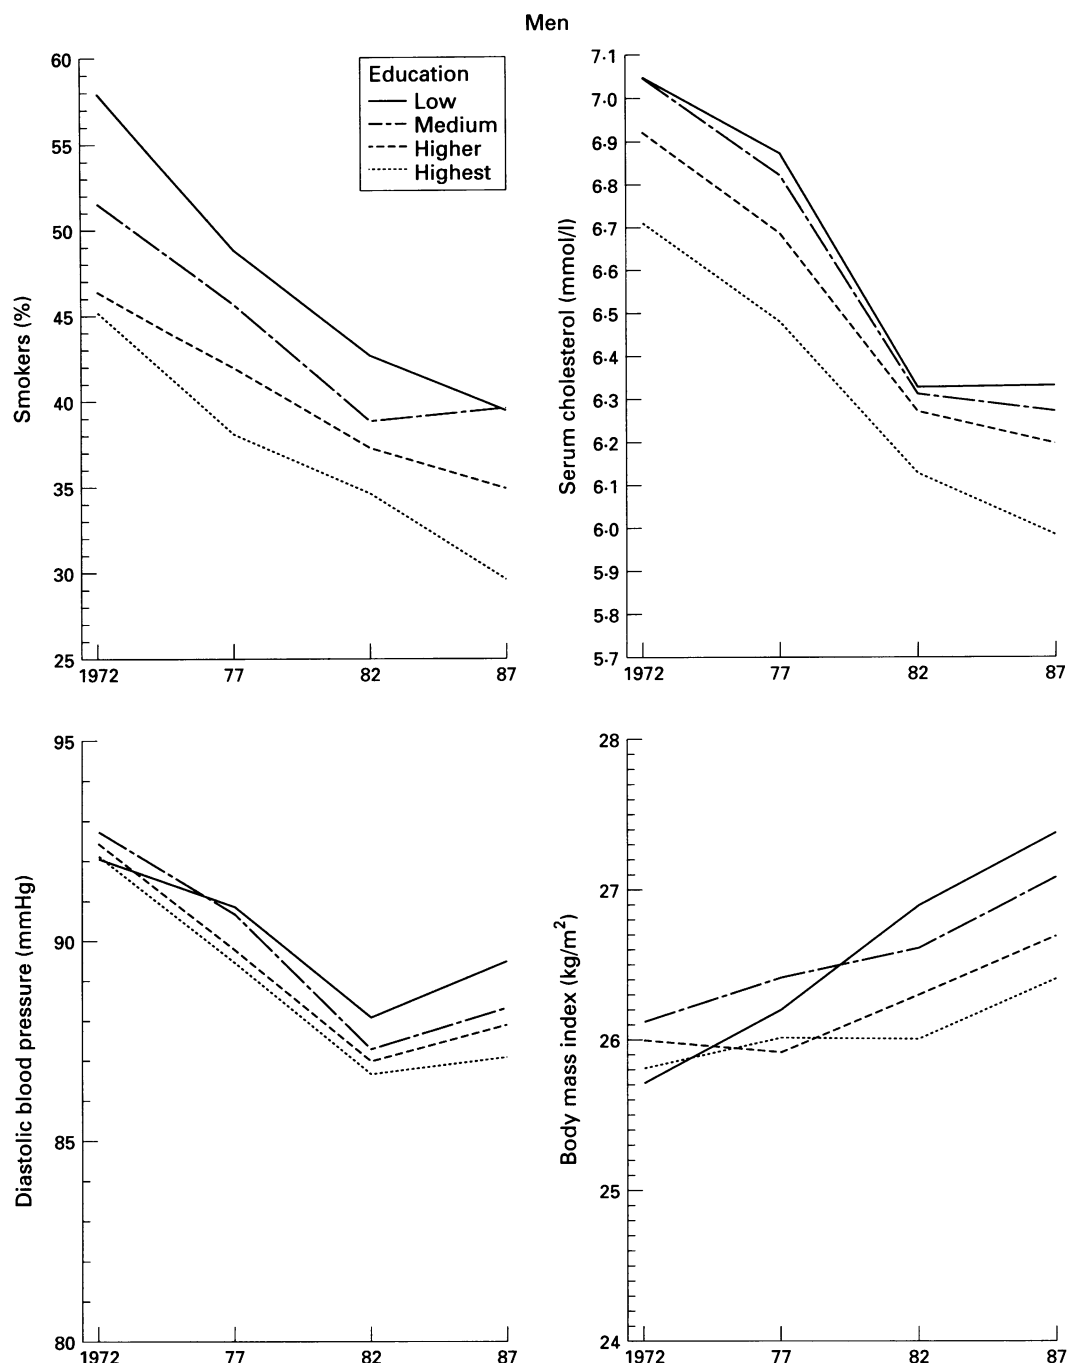 Men
Smokers (%)
60
55
50
45
40
35
30
25
1972 77 82 87
Education
Low
Medium
Higher
Highest
Serum cholesterol (mmol/l)
7·1
7·0
6·9
6·8
6·7
6·6
6·5
6·4
6·3
6·2
6·1
6·0
5·9
5·8
5·7
1972 77 82 87
Diastolic blood pressure (mmHg)
95
90
85
80
1972 77 82 87
Body mass index (kg/m²)
28
27
26
25
24
1972 77 82 87